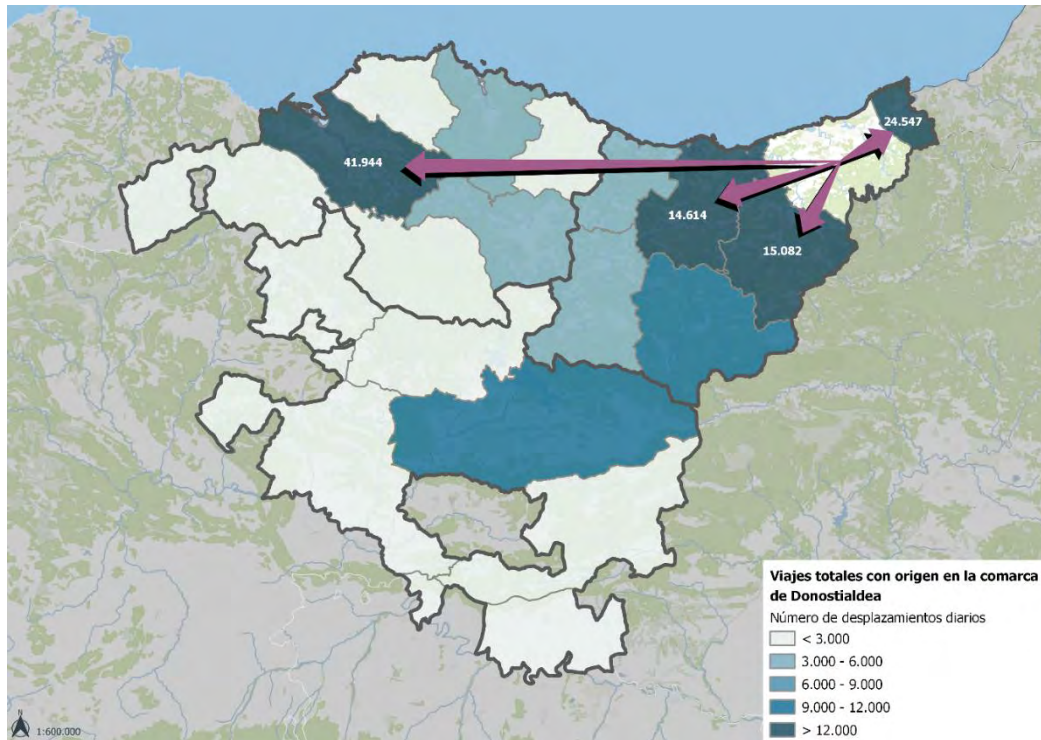 24.547
41.944
14.614
15.082
Viajes totales con origen en la comarca
de Donostialdea
Número de desplazamientos diarios
< 3.000
3.000 - 6.000
6.000 - 9.000
9.000 - 12.000
> 12.000
N
1:600.000